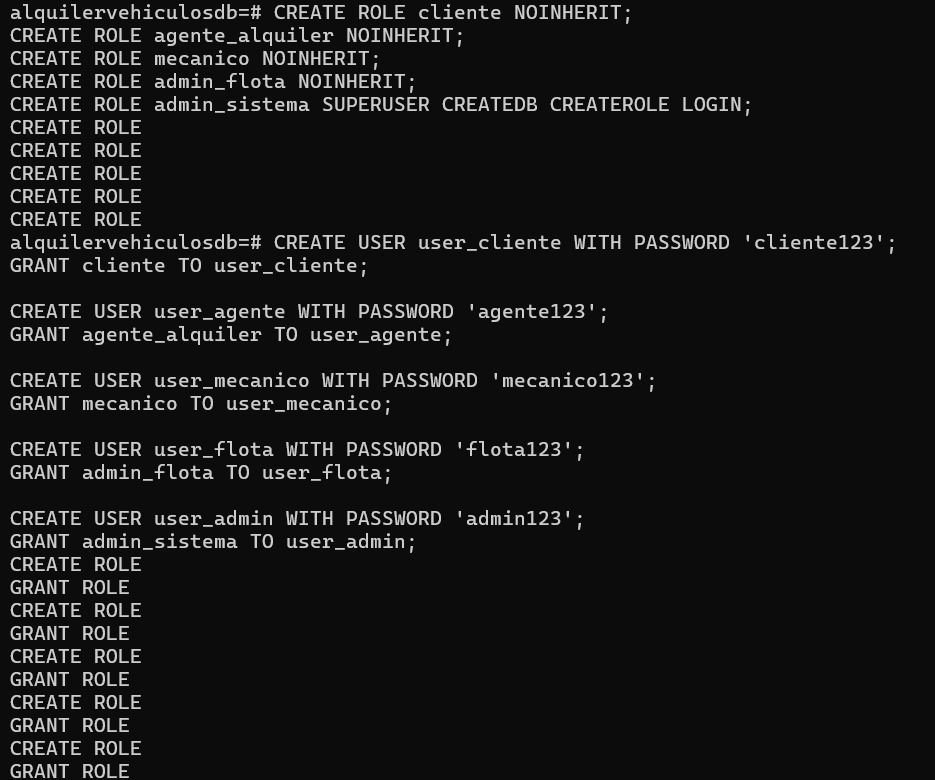 alquilervehiculosdb=# CREATE ROLE cliente NOINHERIT;
CREATE ROLE agente_alquiler NOINHERIT;
CREATE ROLE mecanico NOINHERIT;
CREATE ROLE admin_flota NOINHERIT;
CREATE ROLE admin_sistema SUPERUSER CREATEDB CREATEROLE LOGIN;
CREATE ROLE
CREATE ROLE
CREATE ROLE
CREATE ROLE
CREATE ROLE
alquilervehiculosdb=# CREATE USER user_cliente WITH PASSWORD 'cliente123';
GRANT cliente TO user_cliente;

CREATE USER user_agente WITH PASSWORD 'agente123';
GRANT agente_alquiler TO user_agente;

CREATE USER user_mecanico WITH PASSWORD 'mecanico123';
GRANT mecanico TO user_mecanico;

CREATE USER user_flota WITH PASSWORD 'flota123';
GRANT admin_flota TO user_flota;

CREATE USER user_admin WITH PASSWORD 'admin123';
GRANT admin_sistema TO user_admin;
CREATE ROLE
GRANT ROLE
CREATE ROLE
GRANT ROLE
CREATE ROLE
GRANT ROLE
CREATE ROLE
GRANT ROLE
CREATE ROLE
GRANT ROLE